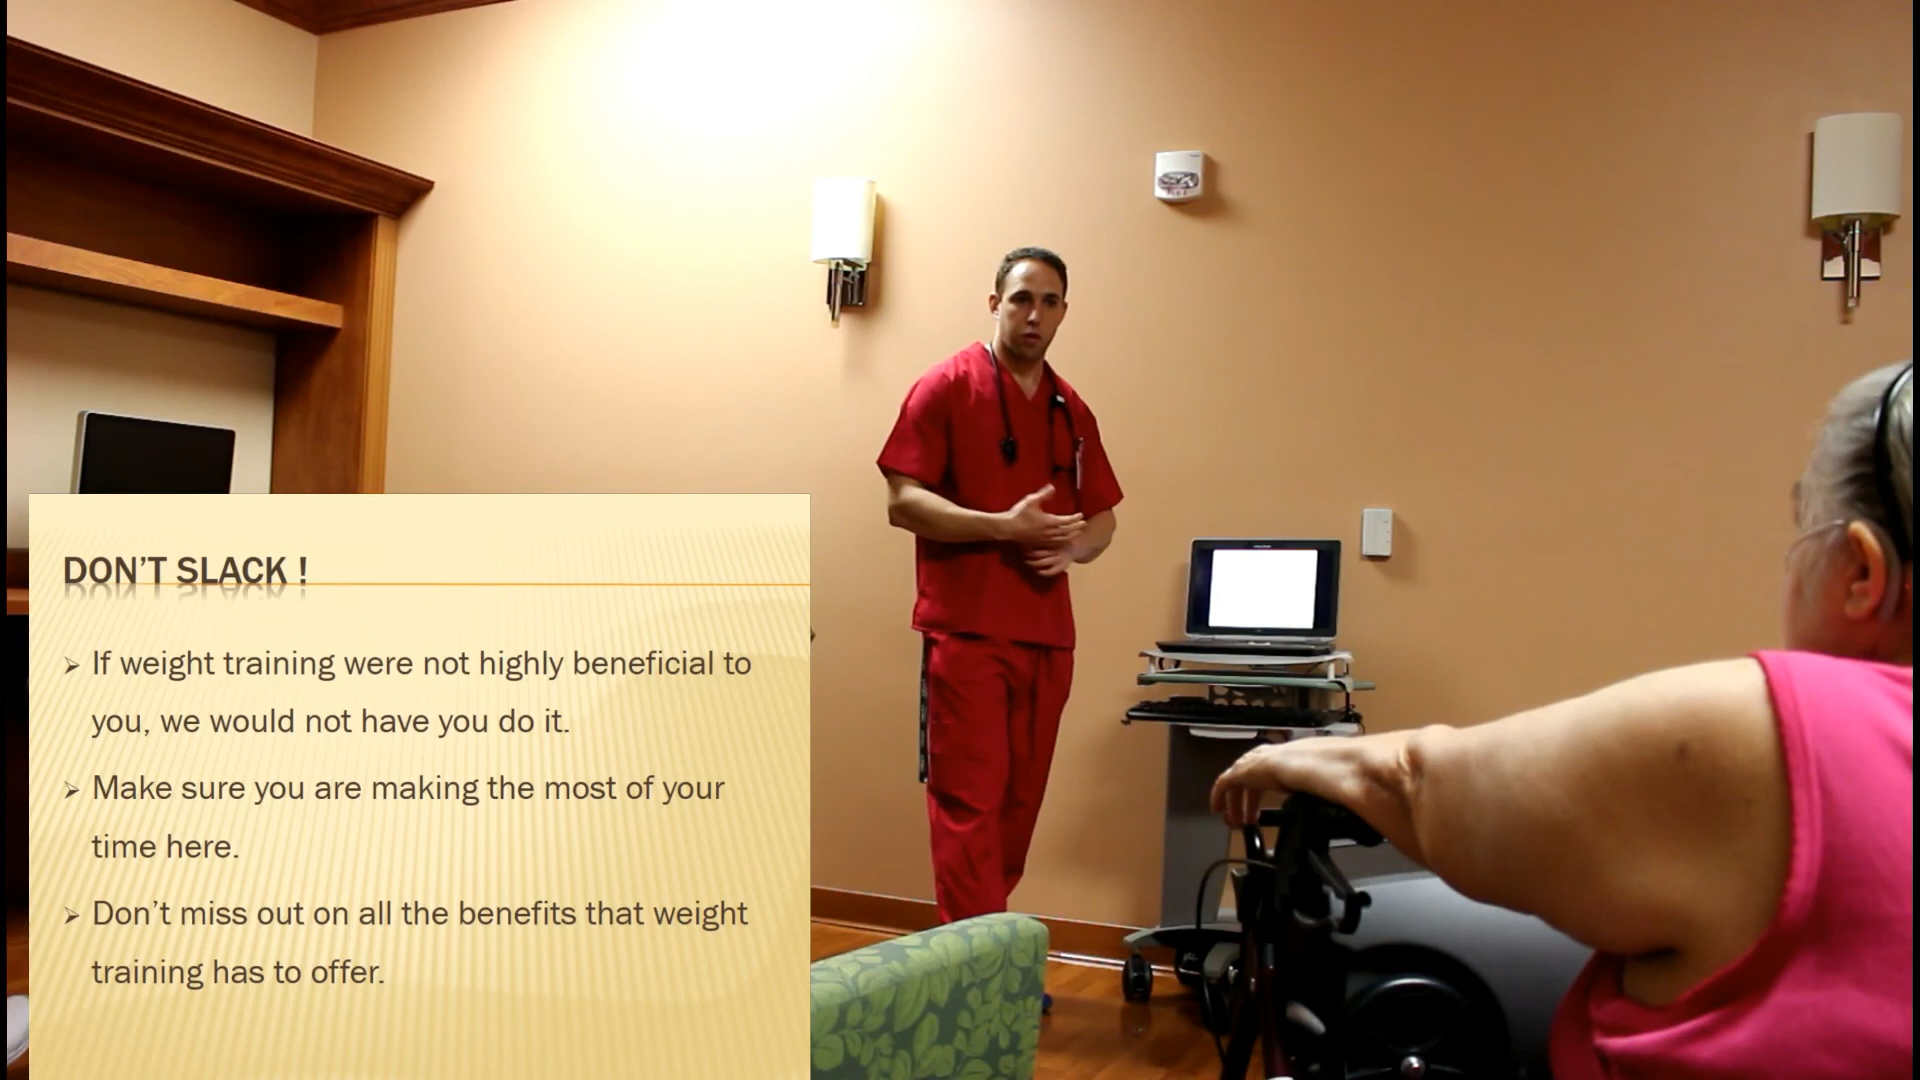 DON'T SLACK !
➢ If weight training were not highly beneficial to
you, we would not have you do it.
➢ Make sure you are making the most of your
time here.
➢ Don't miss out on all the benefits that weight
training has to offer.